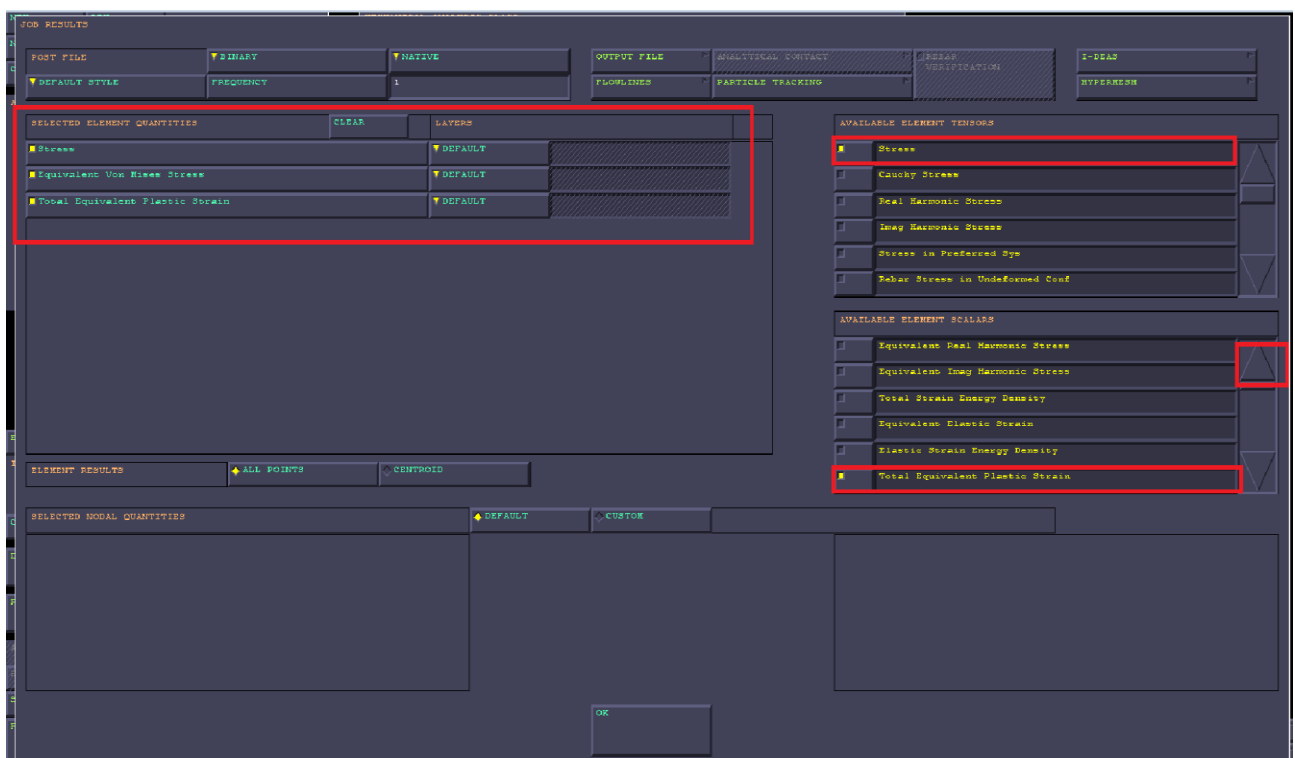 JOB RESULTS
POST FILE BINARY NATIVE OUTPUT FILE ANALYTICAL CONTACT REBAR VERIFICATION I-DEAS
DEFAULT STYLE FREQUENCY 1 FLOWLINES PARTICLE TRACKING HYPERMESH
SELECTED ELEMENT QUANTITIES CLEAR LAYERS
Stress DEFAULT
Equivalent Von Mises Stress DEFAULT
Total Equivalent Plastic Strain DEFAULT
AVAILABLE ELEMENT TENSORS
Stress
Cauchy Stress
Real Harmonic Stress
Imag Harmonic Stress
Stress in Preferred Sys
Rebar Stress in Undeformed Conf
AVAILABLE ELEMENT SCALARS
Equivalent Real Harmonic Stress
Equivalent Imag Harmonic Stress
Total Strain Energy Density
Equivalent Elastic Strain
Elastic Strain Energy Density
Total Equivalent Plastic Strain
ELEMENT RESULTS ALL POINTS CENTROID
SELECTED NODAL QUANTITIES DEFAULT CUSTOM
OK